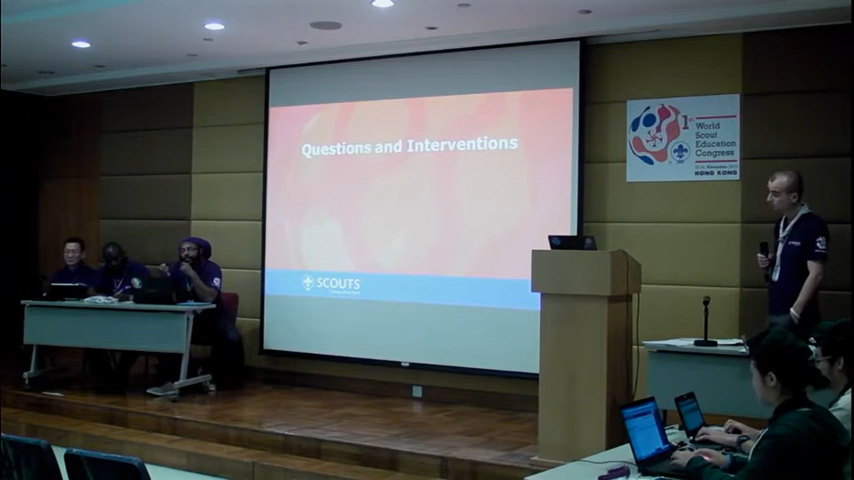 Questions and Interventions
SCOUTS
1st
World
Scout
Education
Congress
HONG KONG